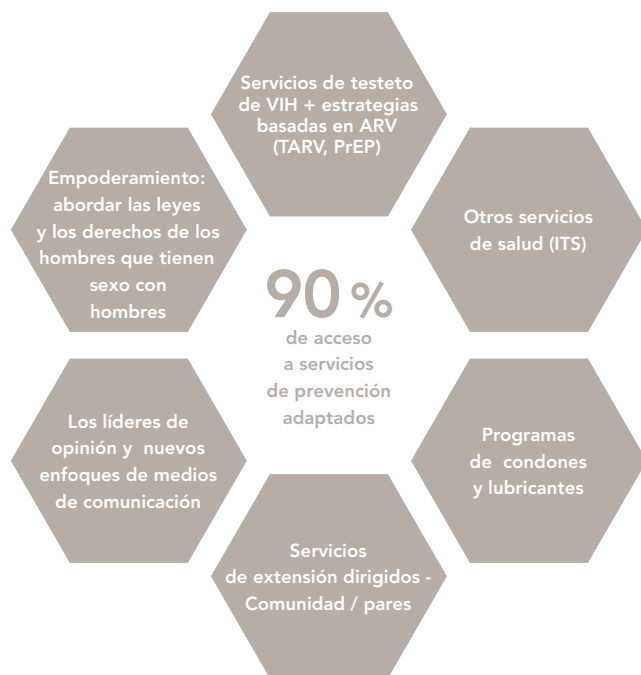 Servicios de testeto
de VIH + estrategias
basadas en ARV
(TARV, PrEP)
Empoderamiento:
abordar las leyes
y los derechos de los
hombres que tienen
sexo con
hombres
Otros servicios
de salud (ITS)
90 %
de acceso
a servicios
de prevención
adaptados
Los líderes de
opinión y nuevos
enfoques de medios
de comunicación
Programas
de condones
y lubricantes
Servicios
de extensión dirigidos -
Comunidad / pares